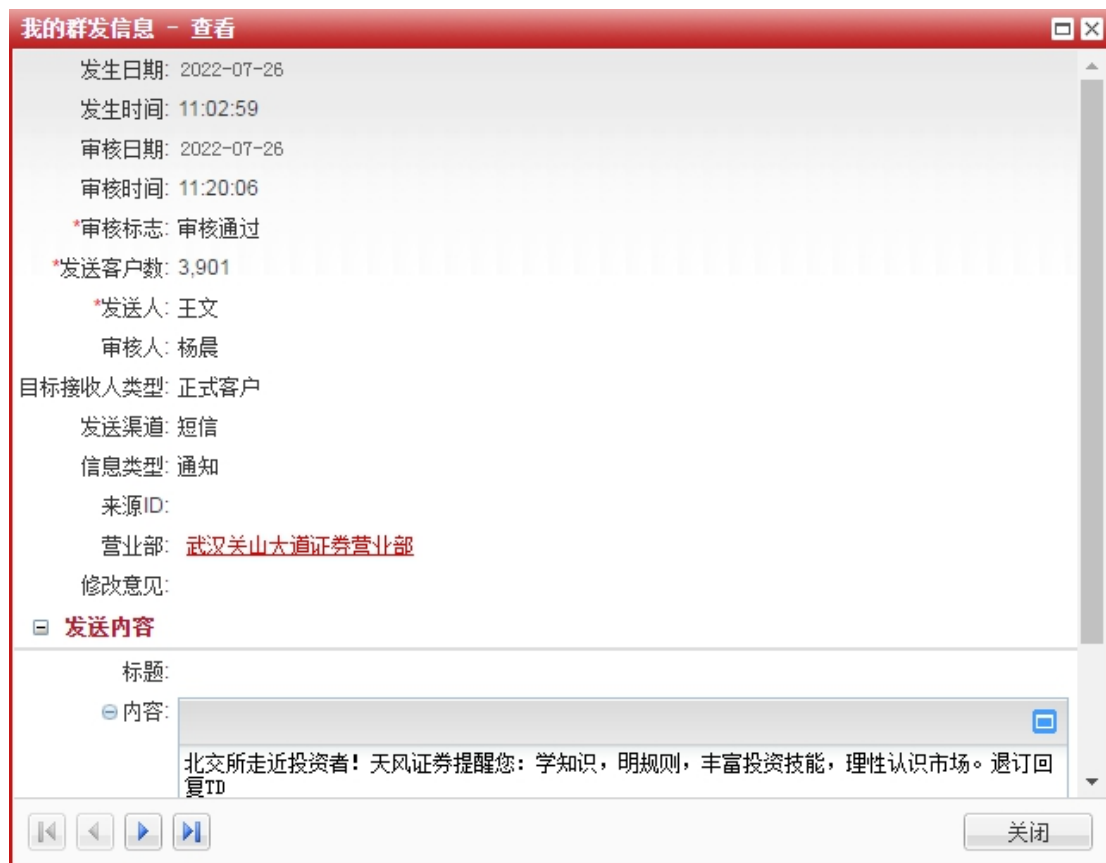 我的群发信息 - 查看
发生日期: 2022-07-26
发生时间: 11:02:59
审核日期: 2022-07-26
审核时间: 11:20:06
*审核标志: 审核通过
*发送客户数: 3,901
*发送人: 王文
审核人: 杨晨
目标接收人类型: 正式客户
发送渠道: 短信
信息类型: 通知
来源ID:
营业部: 武汉关山大道证券营业部
修改意见:
发送内容
标题:
内容:
北交所走近投资者！天风证券提醒您：学知识，明规则，丰富投资技能，理性认识市场。退订回
复TD
关闭